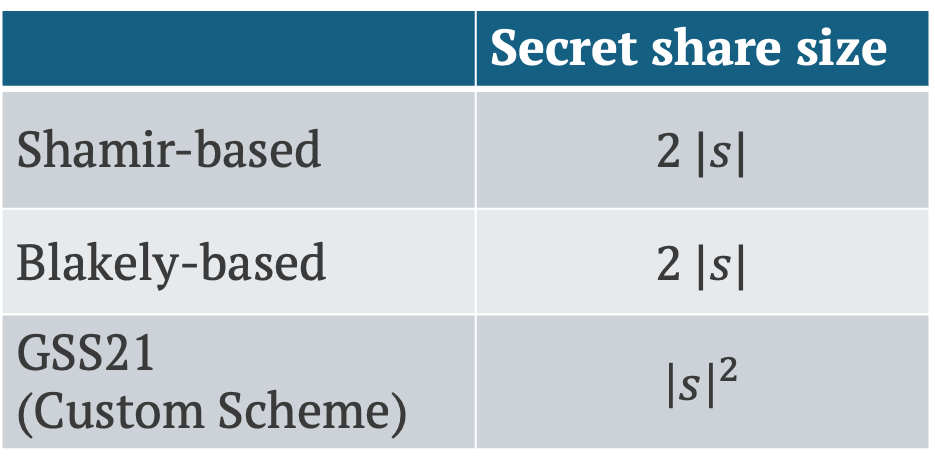 Secret share size
Shamir-based 2 |s|
Blakely-based 2 |s|
GSS21
(Custom Scheme) |s|²